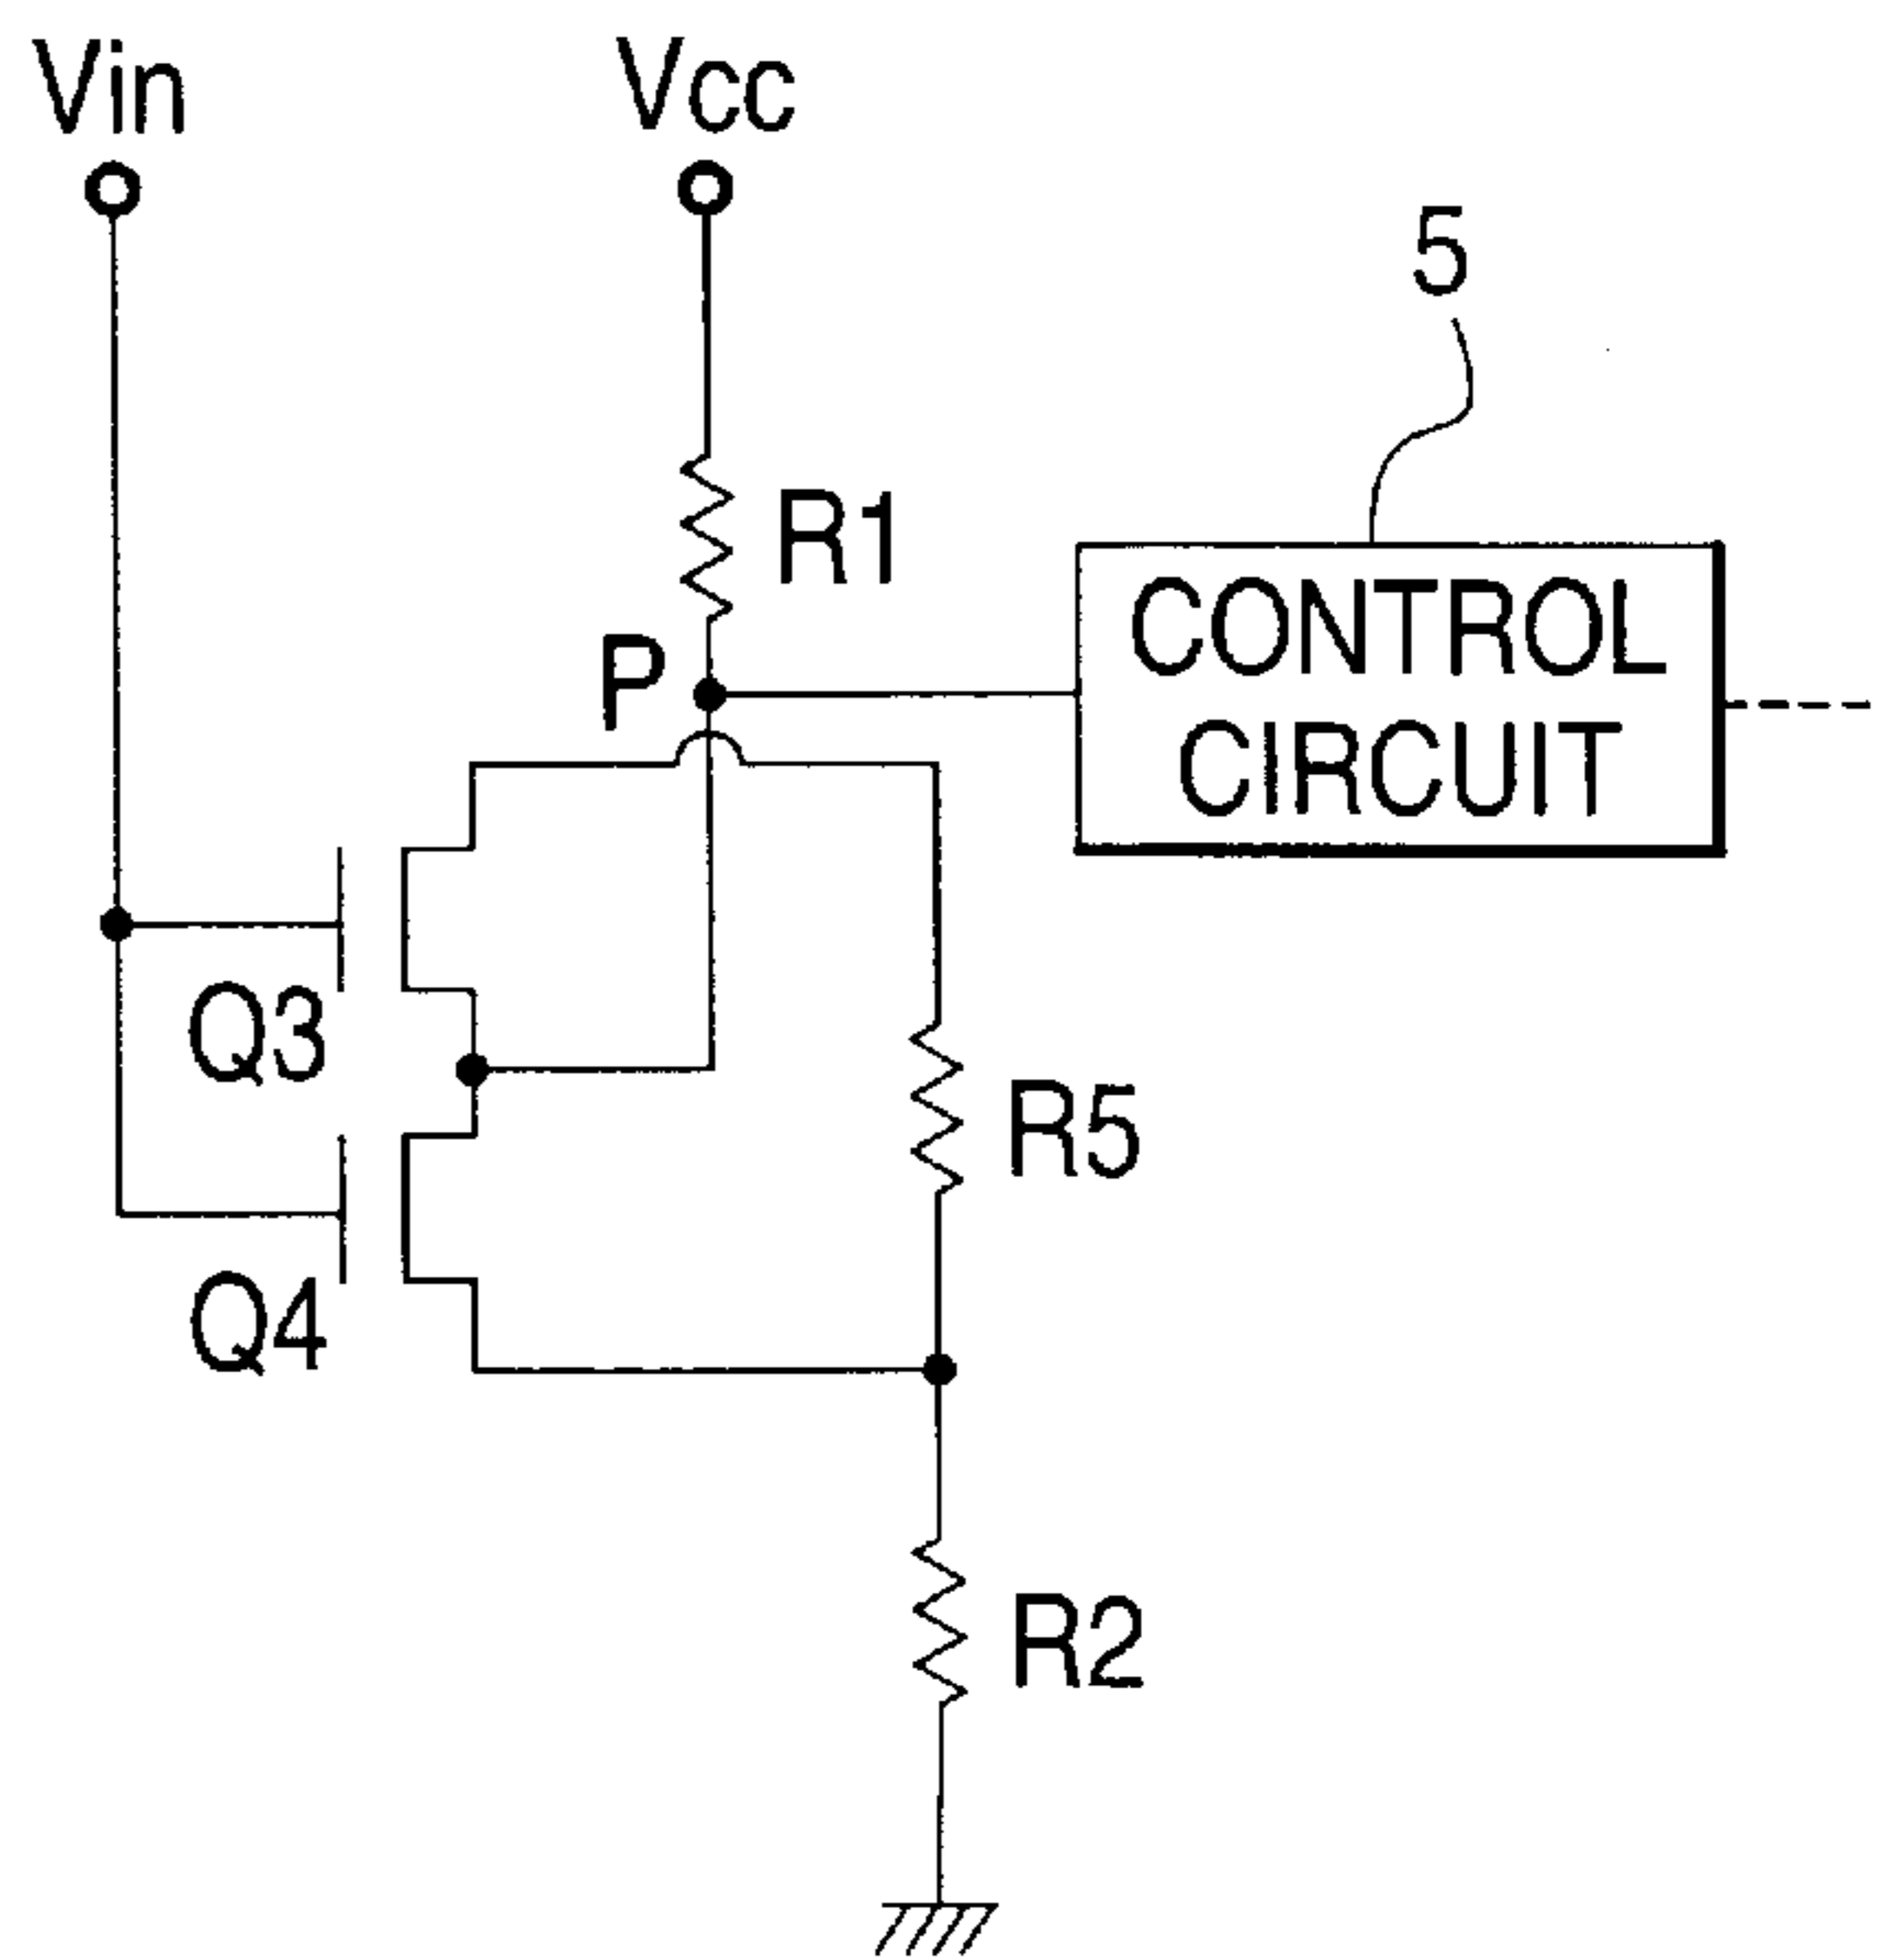 Vin
Vcc
5
R1
P
CONTROL
CIRCUIT
Q3
R5
Q4
R2